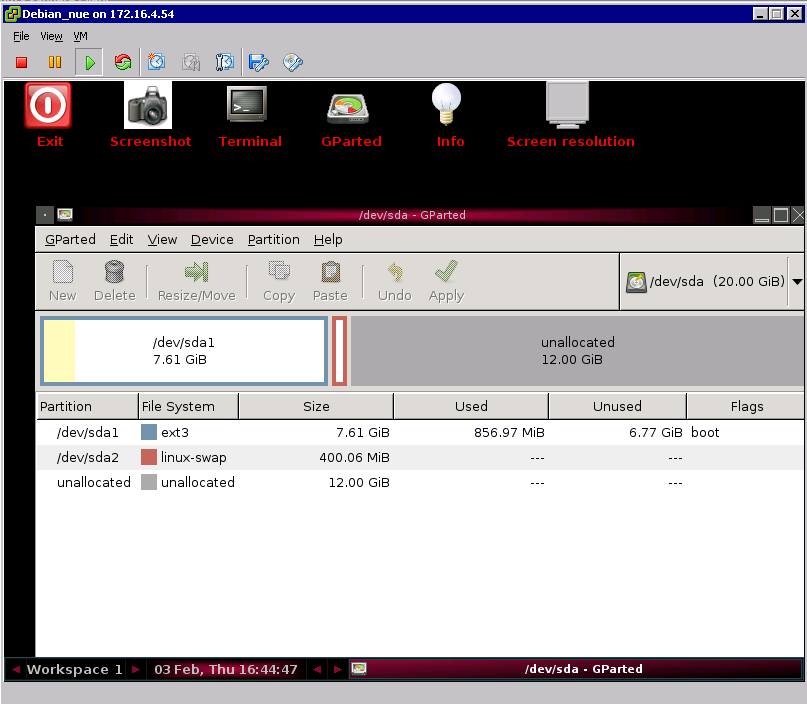 Debian_nue on 172.16.4.54
File View VM
Exit Screenshot Terminal GParted Info Screen resolution
/dev/sda - GParted
GParted Edit View Device Partition Help
New Delete Resize/Move Copy Paste Undo Apply /dev/sda (20.00 GiB)
/dev/sda1 unallocated
7.61 GiB 12.00 GiB
Partition File System Size Used Unused Flags
/dev/sda1 ext3 7.61 GiB 856.97 MiB 6.77 GiB boot
/dev/sda2 linux-swap 400.06 MiB --- ---
unallocated unallocated 12.00 GiB --- ---
Workspace 1 03 Feb, Thu 16:44:47 /dev/sda - GParted